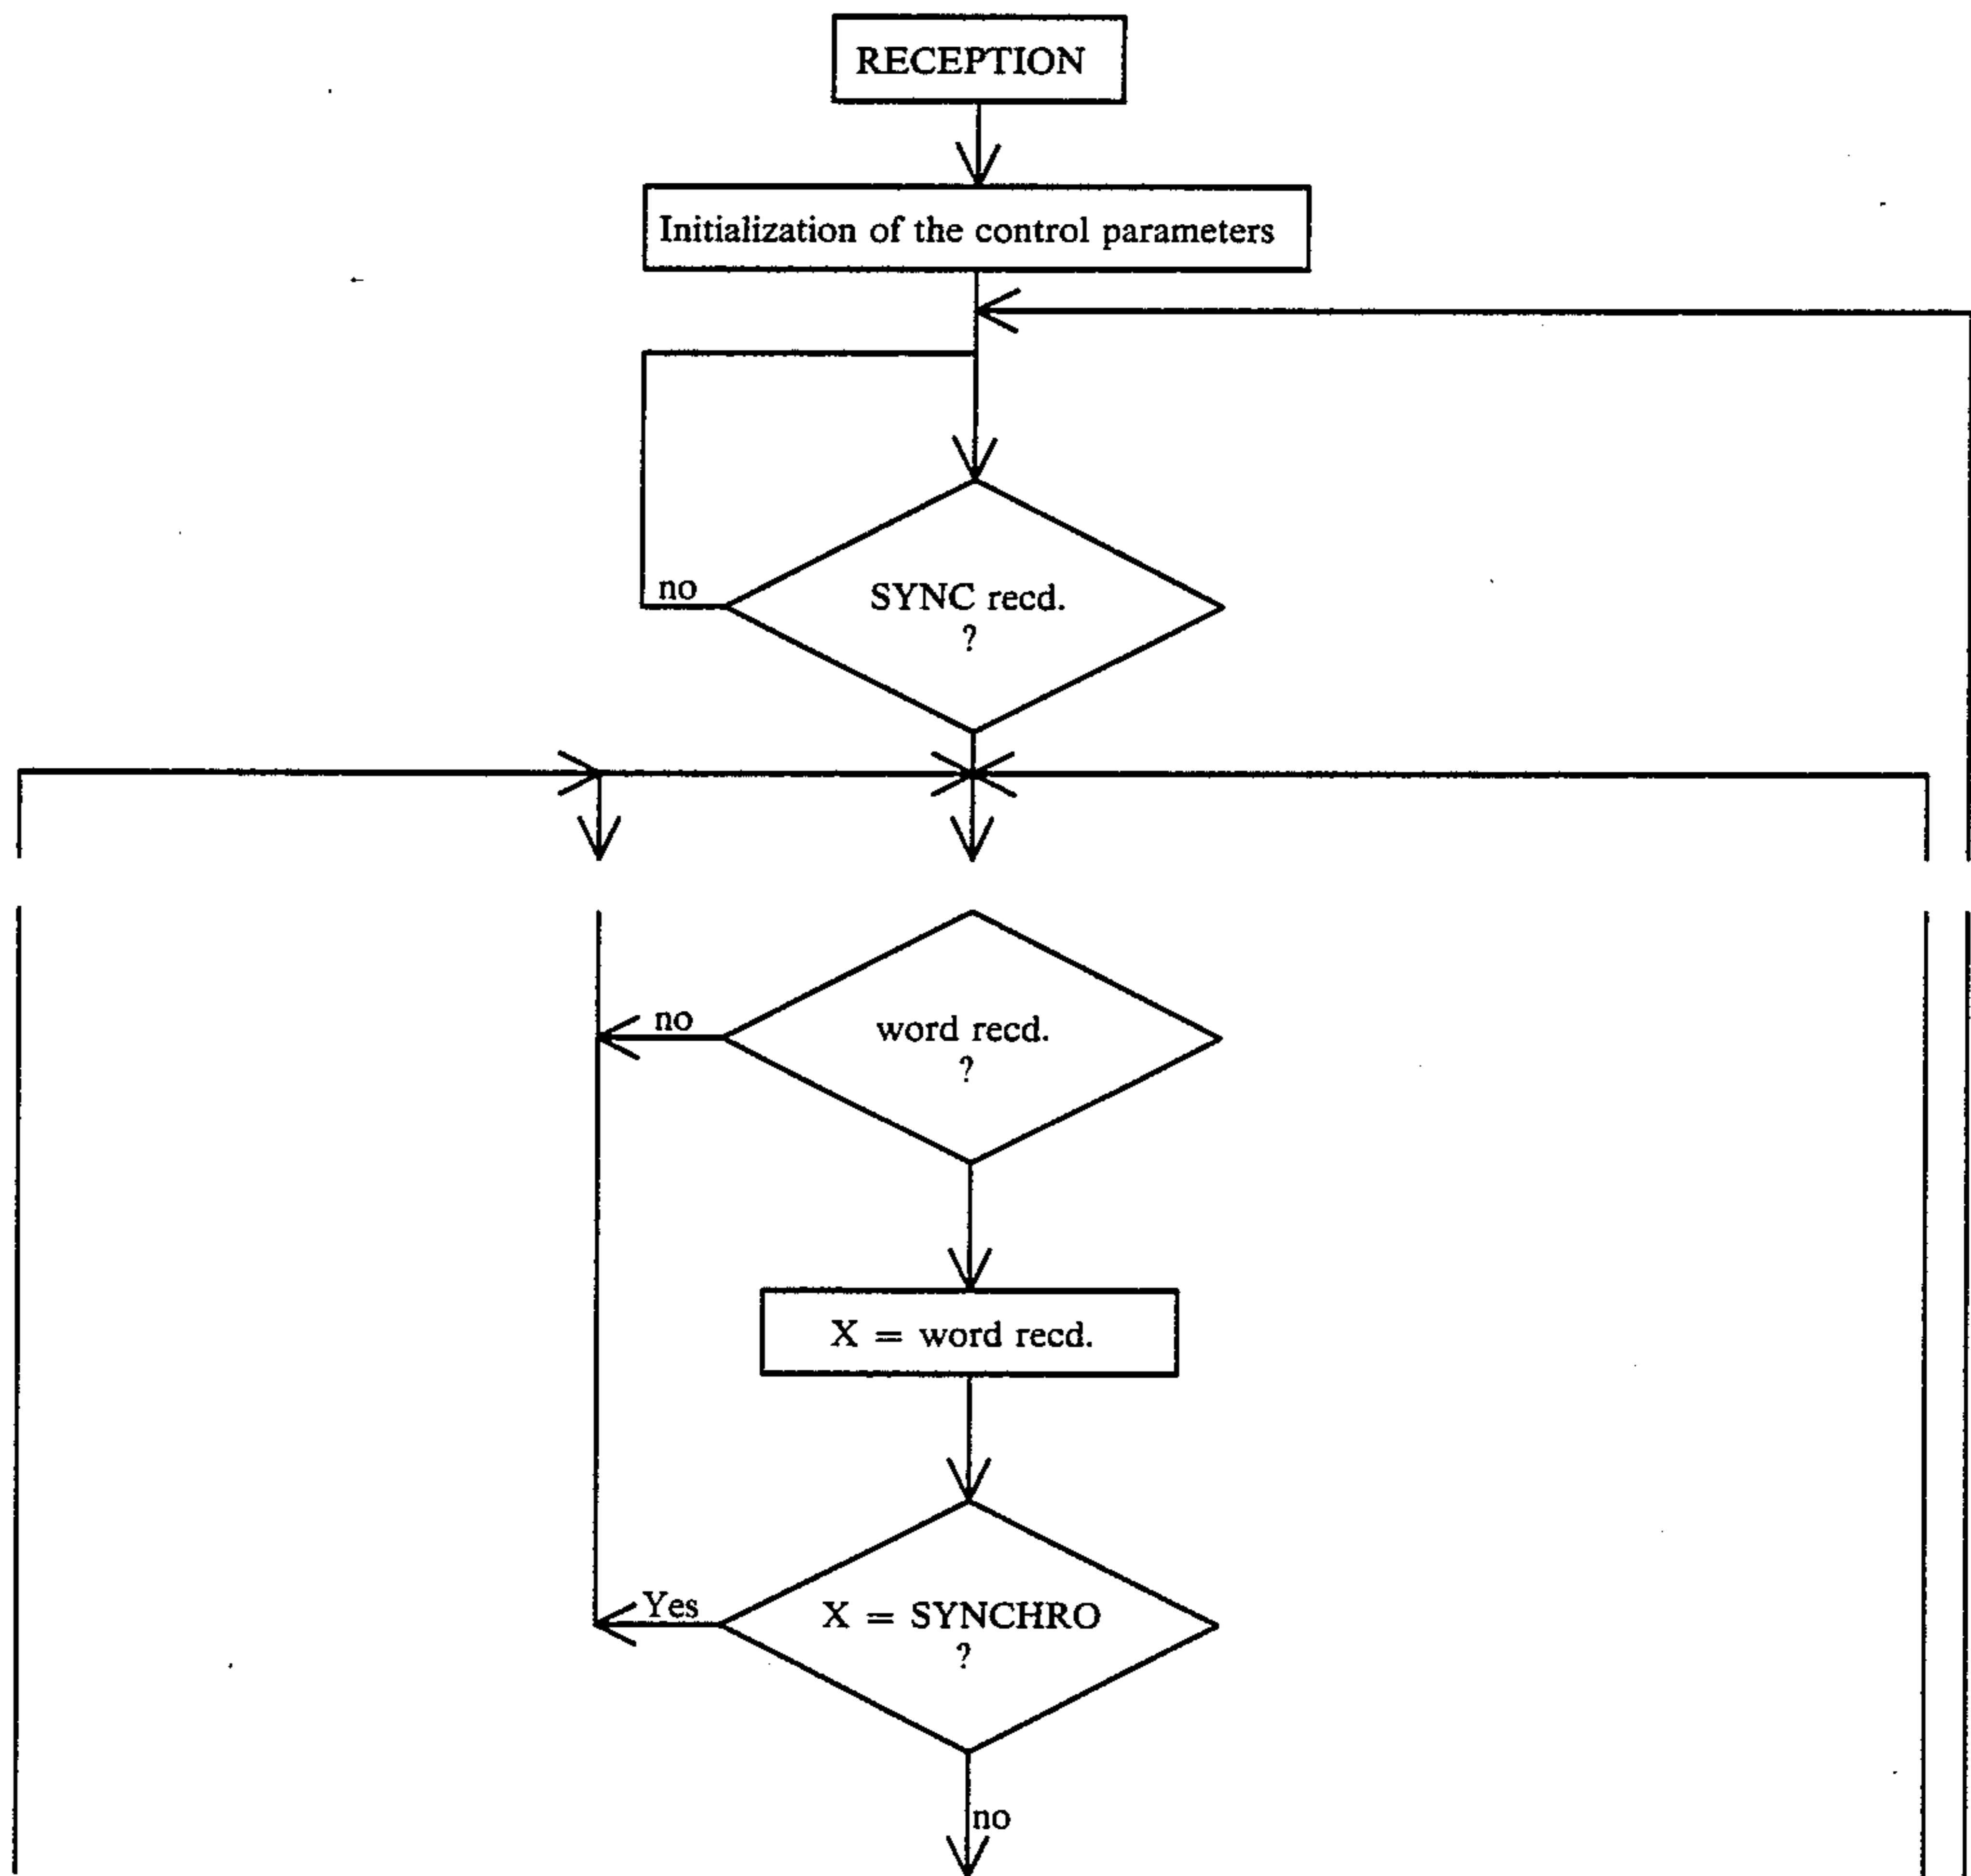 RECEPTION
Initialization of the control parameters
no
SYNC recd.
?
no
word recd.
?
X = word recd.
Yes
X = SYNCHRO
?
no